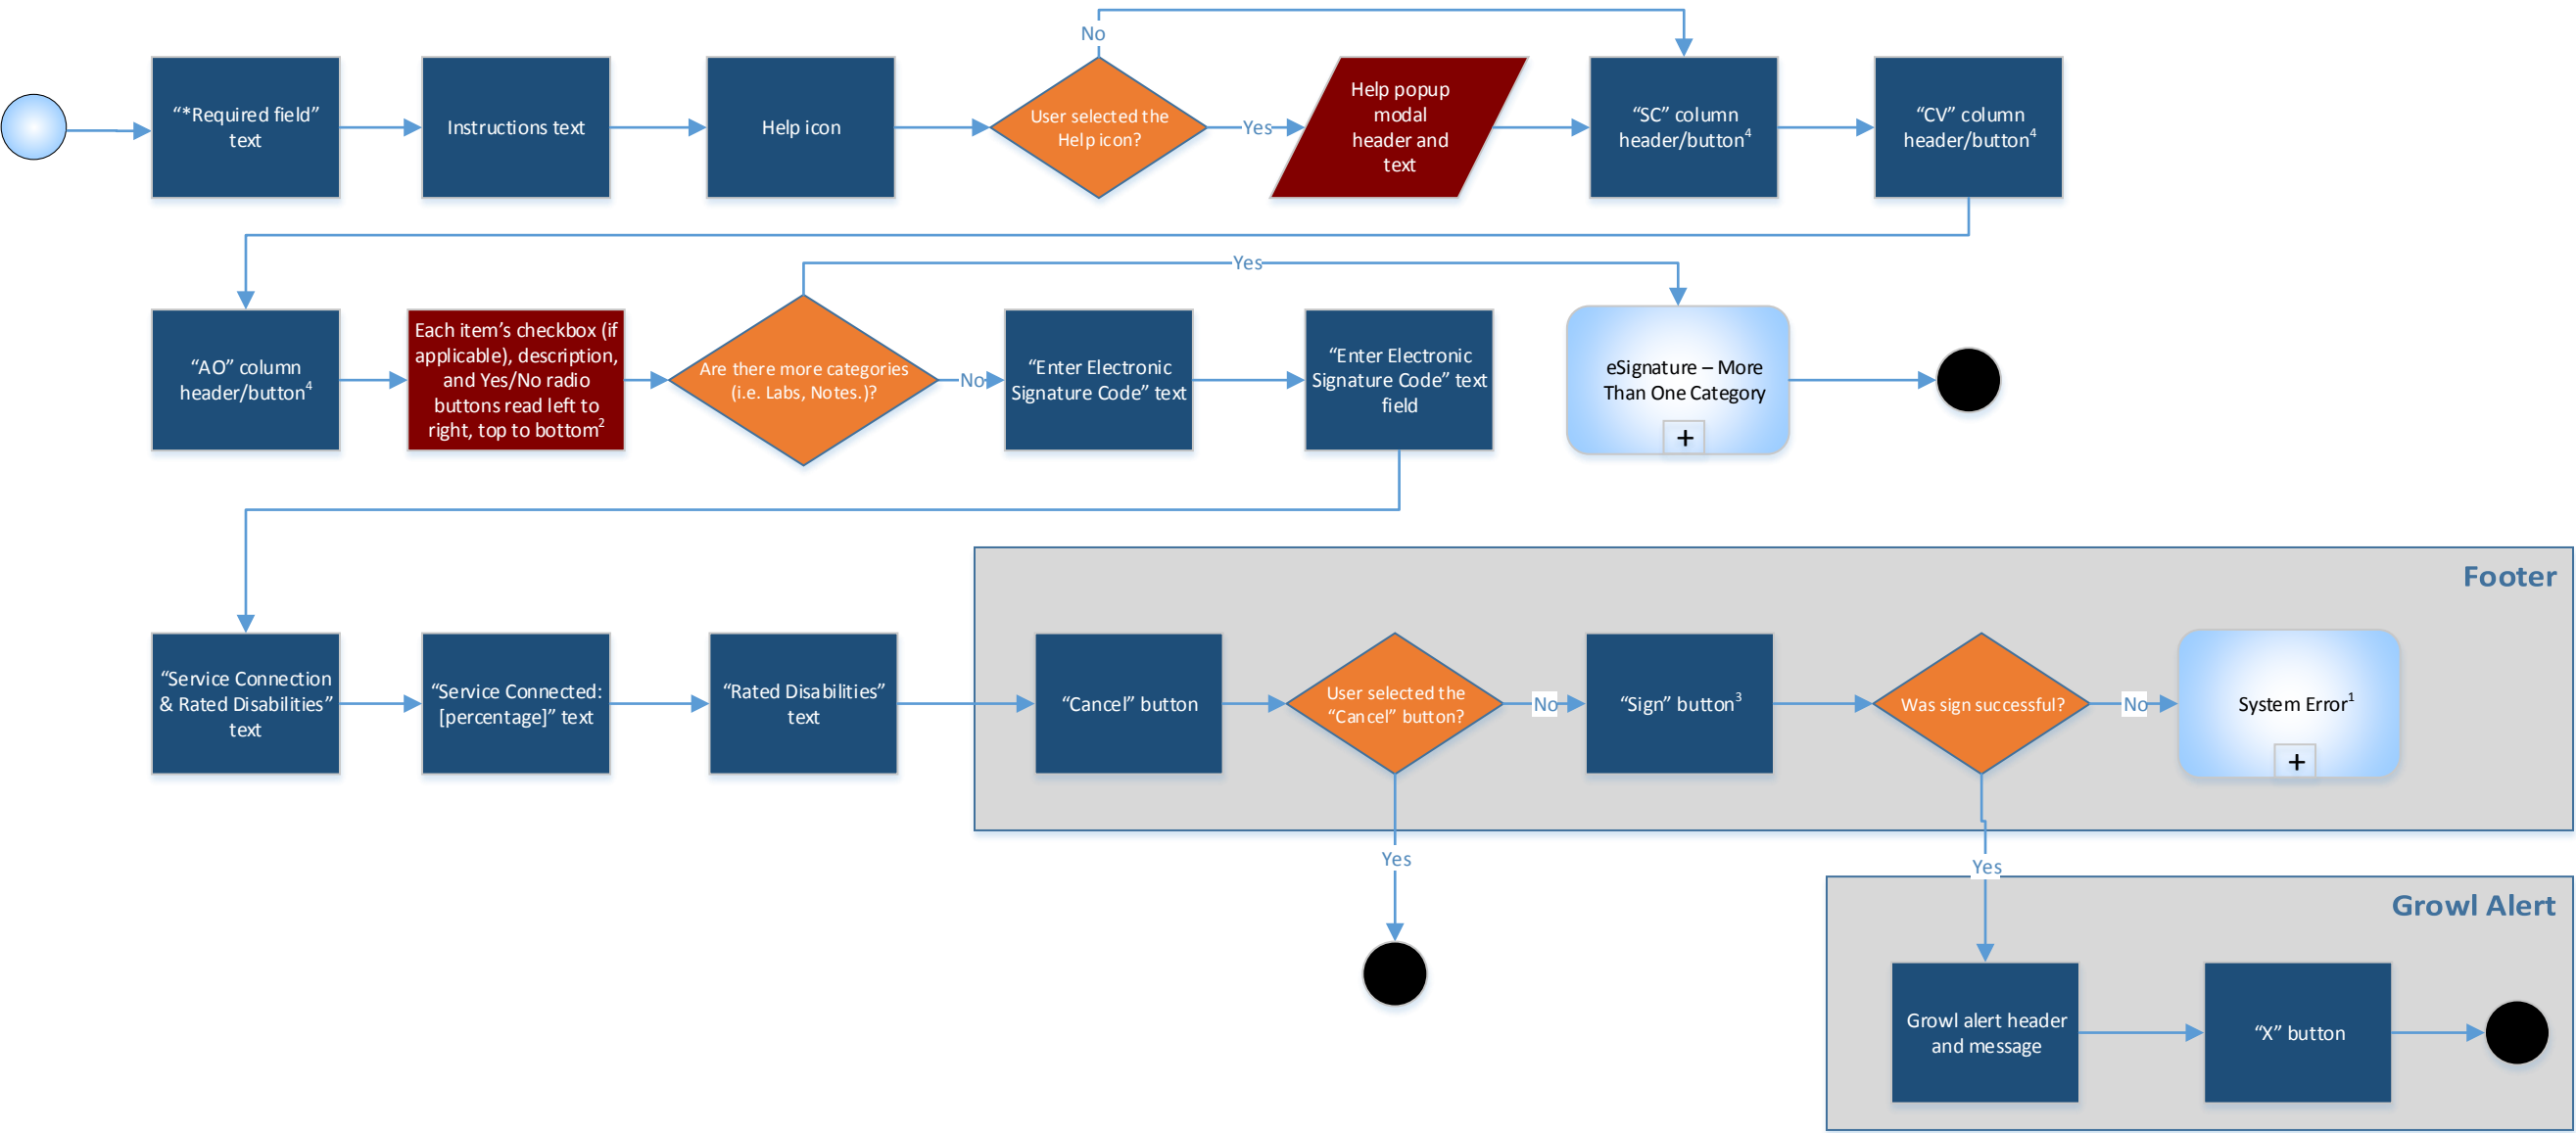 No
“*Required field”
text
Instructions text
Help icon
User selected the
Help icon?
Yes
Help popup
modal
header and
text
“SC” column
header/button4
“CV” column
header/button4
Yes
“AO” column
header/button4
Each item’s checkbox (if
applicable), description,
and Yes/No radio
buttons read left to
right, top to bottom2
Are there more categories
(i.e. Labs, Notes.)?
No
“Enter Electronic
Signature Code” text
“Enter Electronic
Signature Code” text
field
eSignature – More
Than One Category
+
Footer
“Service Connection
& Rated Disabilities”
text
“Service Connected:
[percentage]” text
“Rated Disabilities”
text
“Cancel” button
User selected the
“Cancel” button?
No
“Sign” button3
Was sign successful?
No
System Error1
+
Yes
Yes
Growl Alert
Growl alert header
and message
“X” button